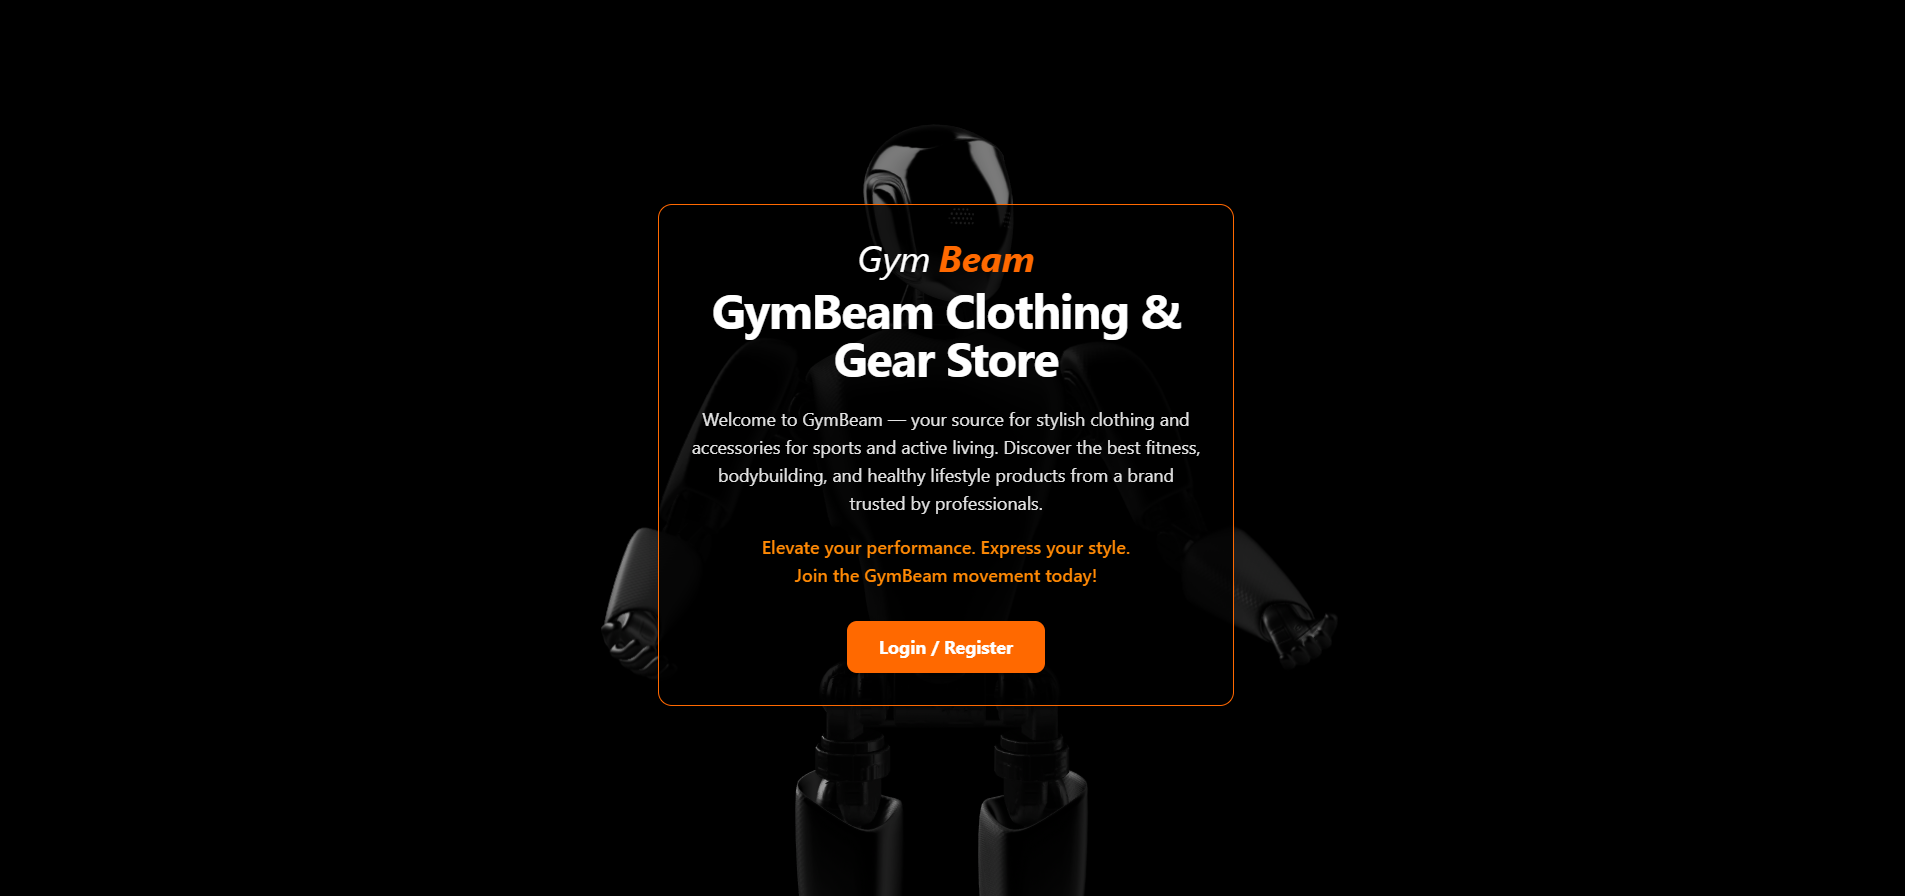 Gym Beam
GymBeam Clothing &
Gear Store
Welcome to GymBeam — your source for stylish clothing and
accessories for sports and active living. Discover the best fitness,
bodybuilding, and healthy lifestyle products from a brand
trusted by professionals.
Elevate your performance. Express your style.
Join the GymBeam movement today!
Login / Register